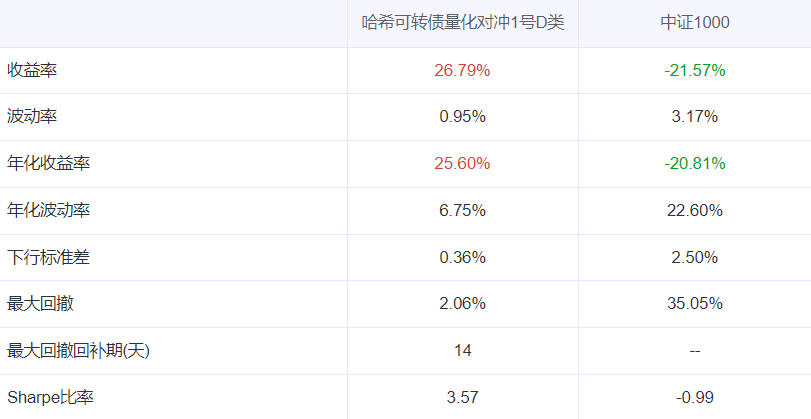 哈希可转债量化对冲1号D类 中证1000
收益率 26.79% -21.57%
波动率 0.95% 3.17%
年化收益率 25.60% -20.81%
年化波动率 6.75% 22.60%
下行标准差 0.36% 2.50%
最大回撤 2.06% 35.05%
最大回撤回补期(天) 14 --
Sharpe比率 3.57 -0.99